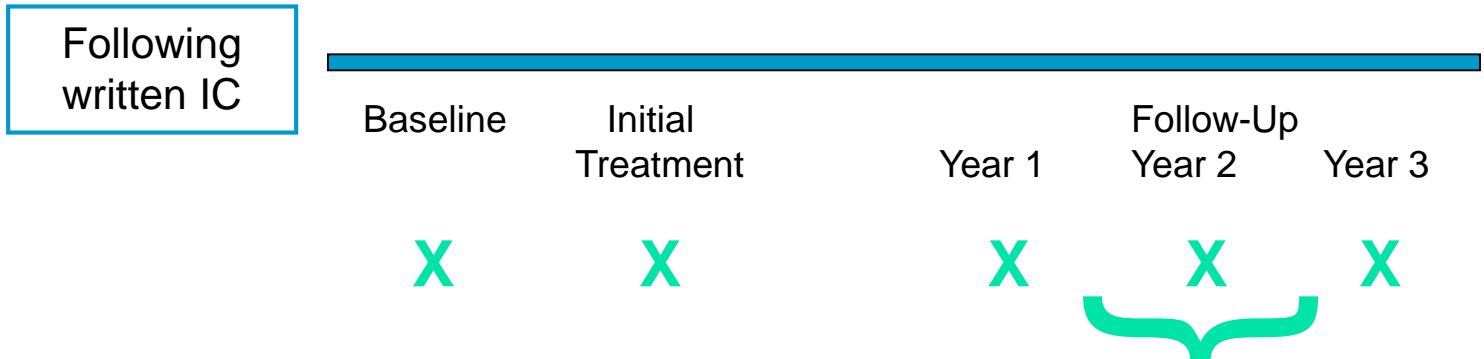 Following
written IC
Baseline
Initial
Treatment
Follow-Up
Year 1
Year 2
Year 3
X X X X X